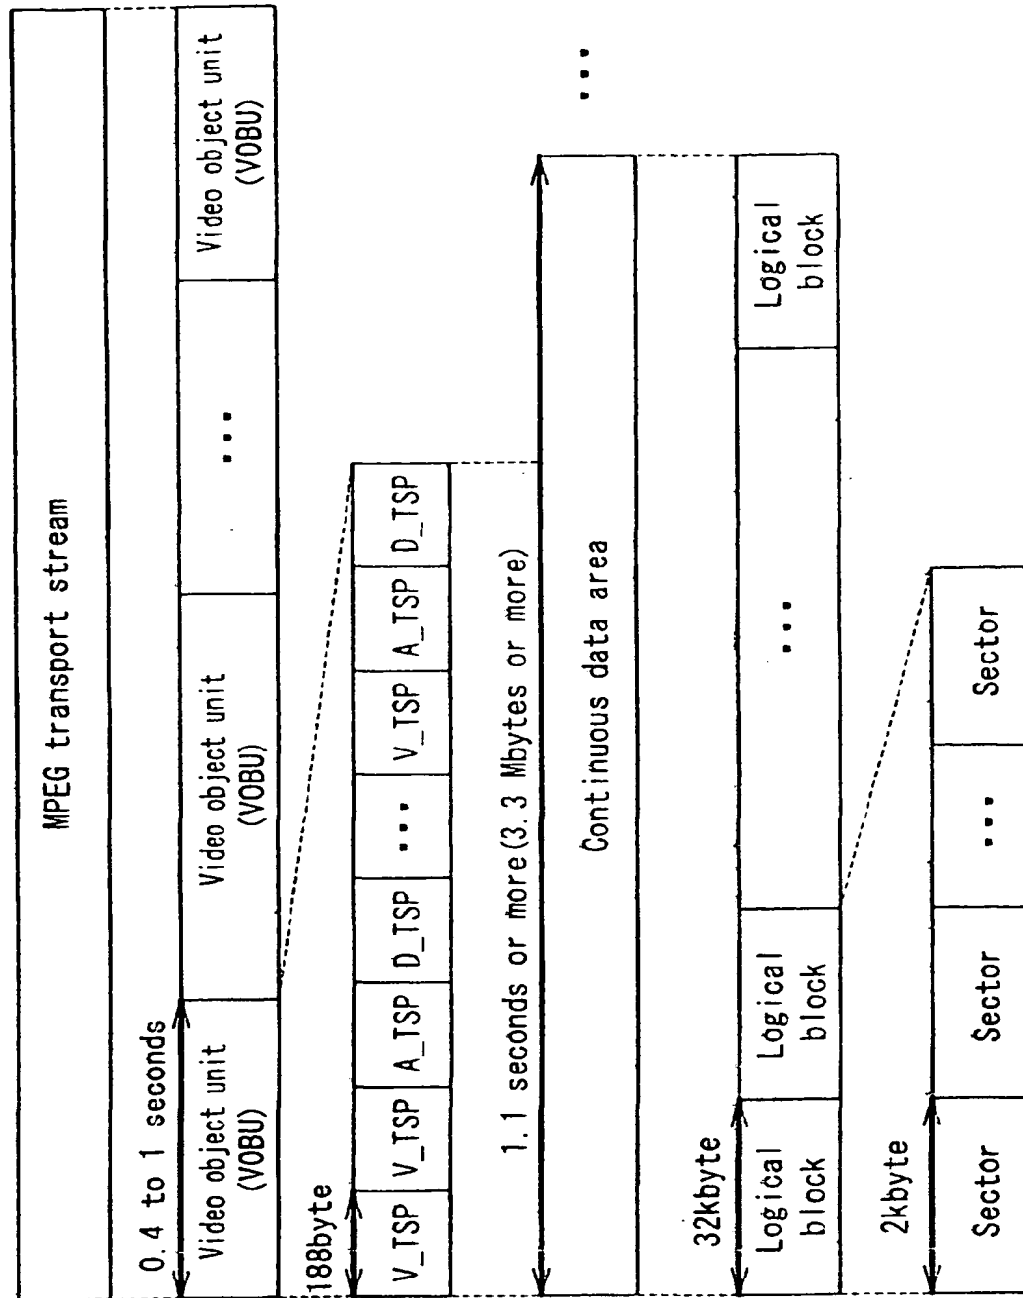 MPEG transport stream
0.4 to 1 seconds
Video object unit
(VOBU)
Video object unit
(VOBU)
...
Video object unit
(VOBU)
188byte
V_TSP
V_TSP
A_TSP
D_TSP
...
V_TSP
A_TSP
D_TSP
1.1 seconds or more(3.3 Mbytes or more)
Continuous data area
...
32kbyte
Logical
block
Logical
block
...
Logical
block
2kbyte
Sector
Sector
...
Sector